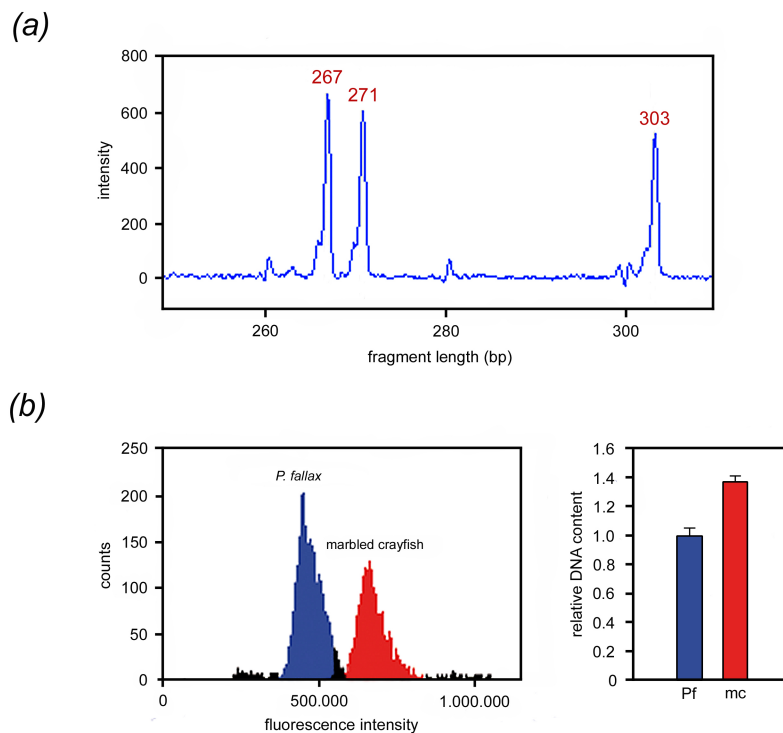 (a)
800
600
400
200
0
intensity
267
271
303
260
280
300
fragment length (bp)
(b)
250
200
150
100
50
0
counts
P. fallax
marbled crayfish
0
500.000
1.000.000
fluorescence intensity
1.6
1.4
1.2
1.0
0.8
0.6
0.4
0.2
0
relative DNA content
Pf
mc